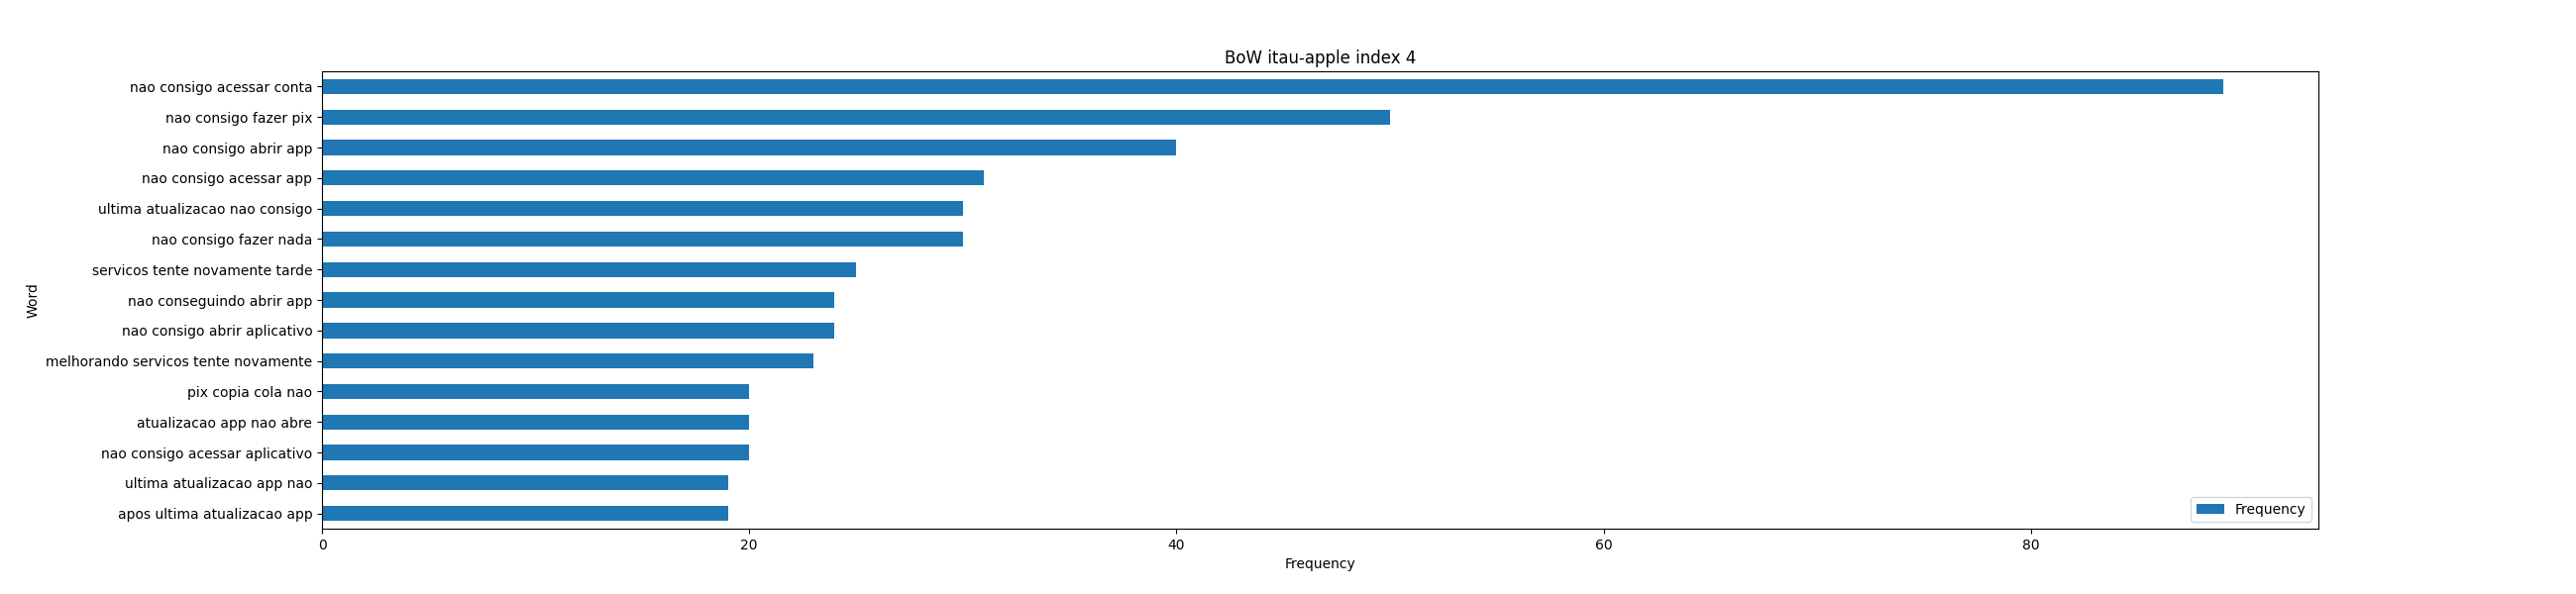 BoW itau-apple index 4
nao consigo acessar conta
nao consigo fazer pix
nao consigo abrir app
nao consigo acessar app
ultima atualizacao nao consigo
nao consigo fazer nada
servicos tente novamente tarde
nao conseguindo abrir app
nao consigo abrir aplicativo
melhorando servicos tente novamente
pix copia cola nao
atualizacao app nao abre
nao consigo acessar aplicativo
ultima atualizacao app nao
apos ultima atualizacao app
Word
Frequency
0 20 40 60 80
Frequency